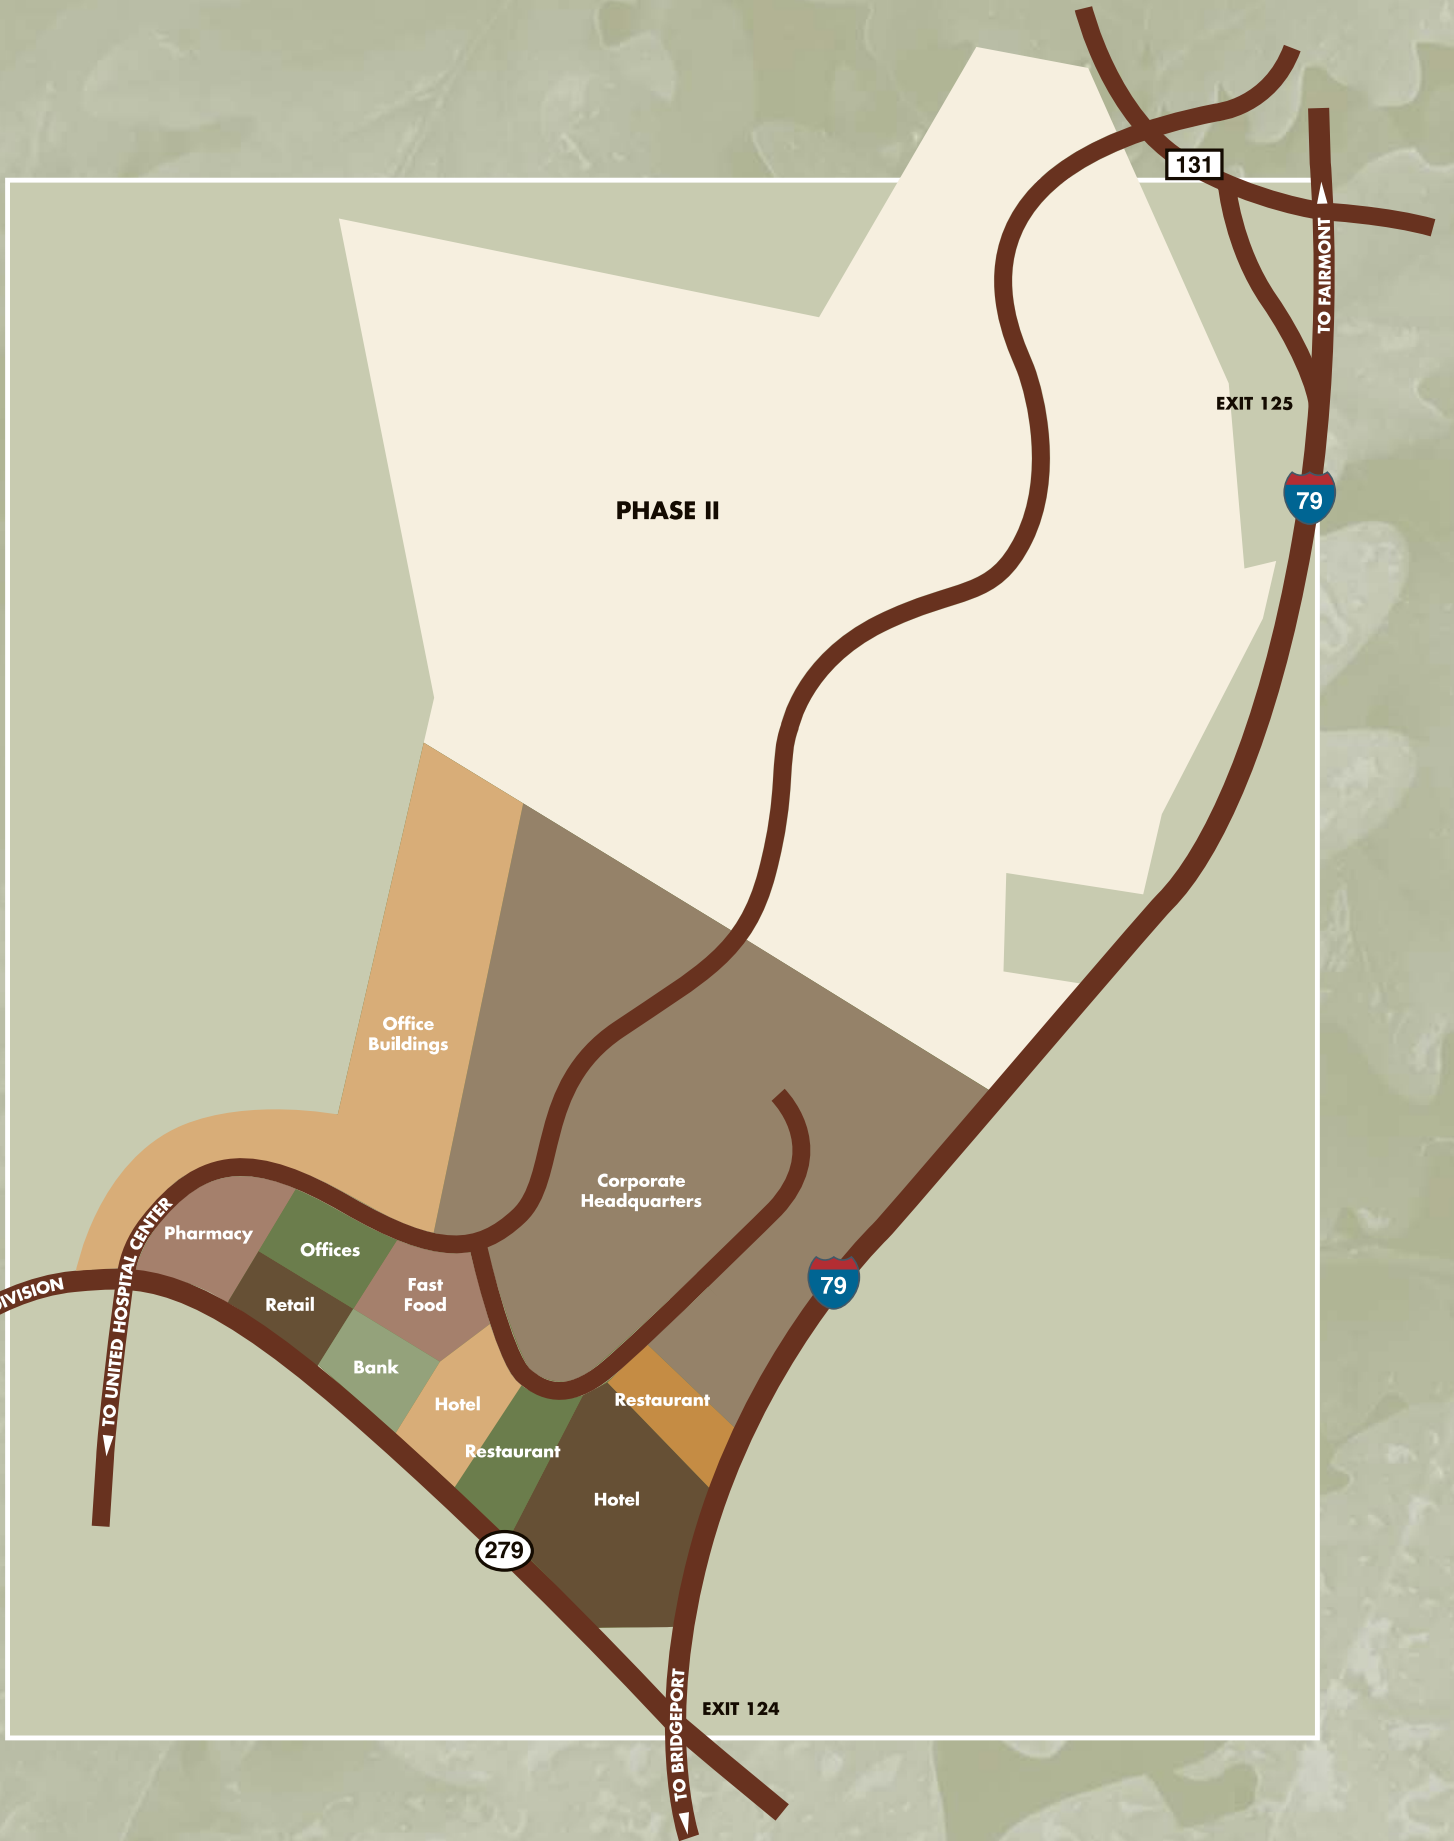 131
TO FAIRMONT
EXIT 125
79
PHASE II
Office
Buildings
Corporate
Headquarters
Pharmacy
Offices
Fast
Food
Retail
Bank
Hotel
Restaurant
Restaurant
Hotel
79
TO UNITED HOSPITAL CENTER
279
EXIT 124
TO BRIDGEPORT